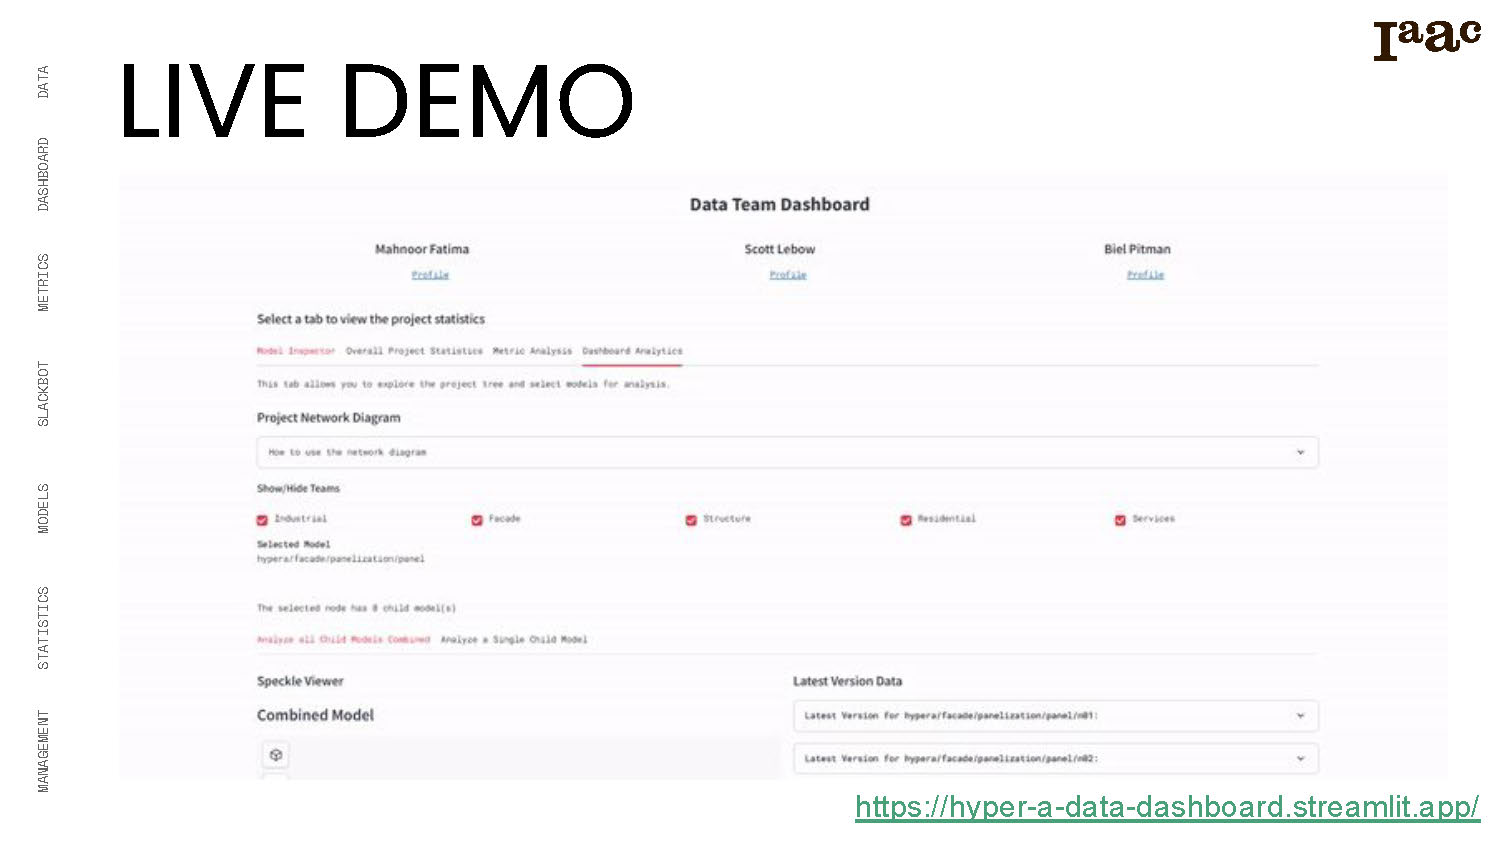 Iaac
LIVE DEMO
DATA
DASHBOARD
METRICS
SLACKBOT
MODELS
STATISTICS
MANAGEMENT
Data Team Dashboard
Mahnoor Fatima Scott Lebow Biel Pitman
Profile Profile Profile
Select a tab to view the project statistics
Model Inspector Overall Project Statistics Metric Analysis Dashboard Analytics
This tab allows you to explore the project tree and select models for analysis.
Project Network Diagram
How to use the network diagram
Show/Hide Teams
Industrial Facade Structure Residential Services
Selected Model
hypera/facade/panelization/panel
The selected node has 8 child model(s)
Analyze all Child Models Combined Analyze a Single Child Model
Speckle Viewer Latest Version Data
Combined Model
Latest Version for hypera/facade/panelization/panel/m01:
Latest Version for hypera/facade/panelization/panel/m02:
https://hyper-a-data-dashboard.streamlit.app/